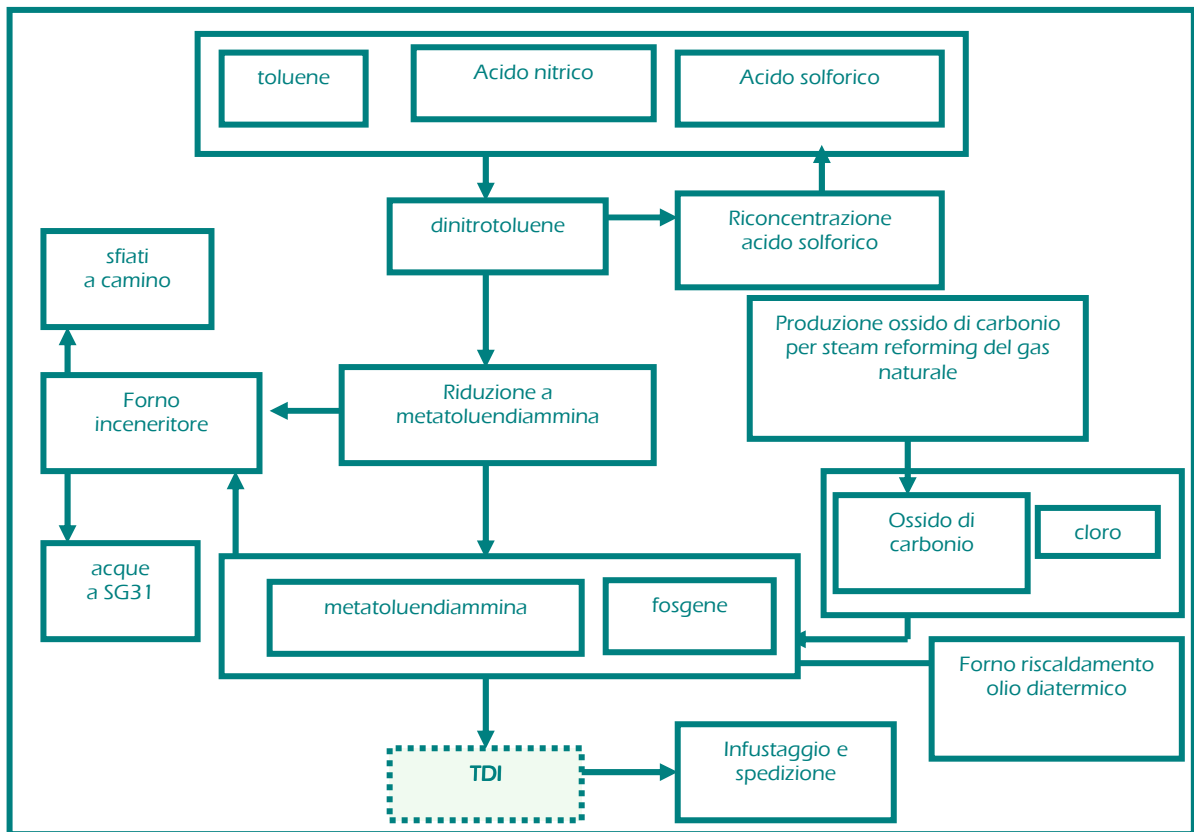 toluene
Acido nitrico
Acido solforico
dinitrotoluene
Riconcentrazione
acido solforico
sfiati
a camino
Produzione ossido di carbonio
per steam reforming del gas
naturale
Forno
inceneritore
Riduzione a
metatoluendiammina
Ossido di
carbonio
cloro
acque
a SG31
metatoluendiammina
fosgene
Forno riscaldamento
olio diatermico
TDI
Infustaggio e
spedizione